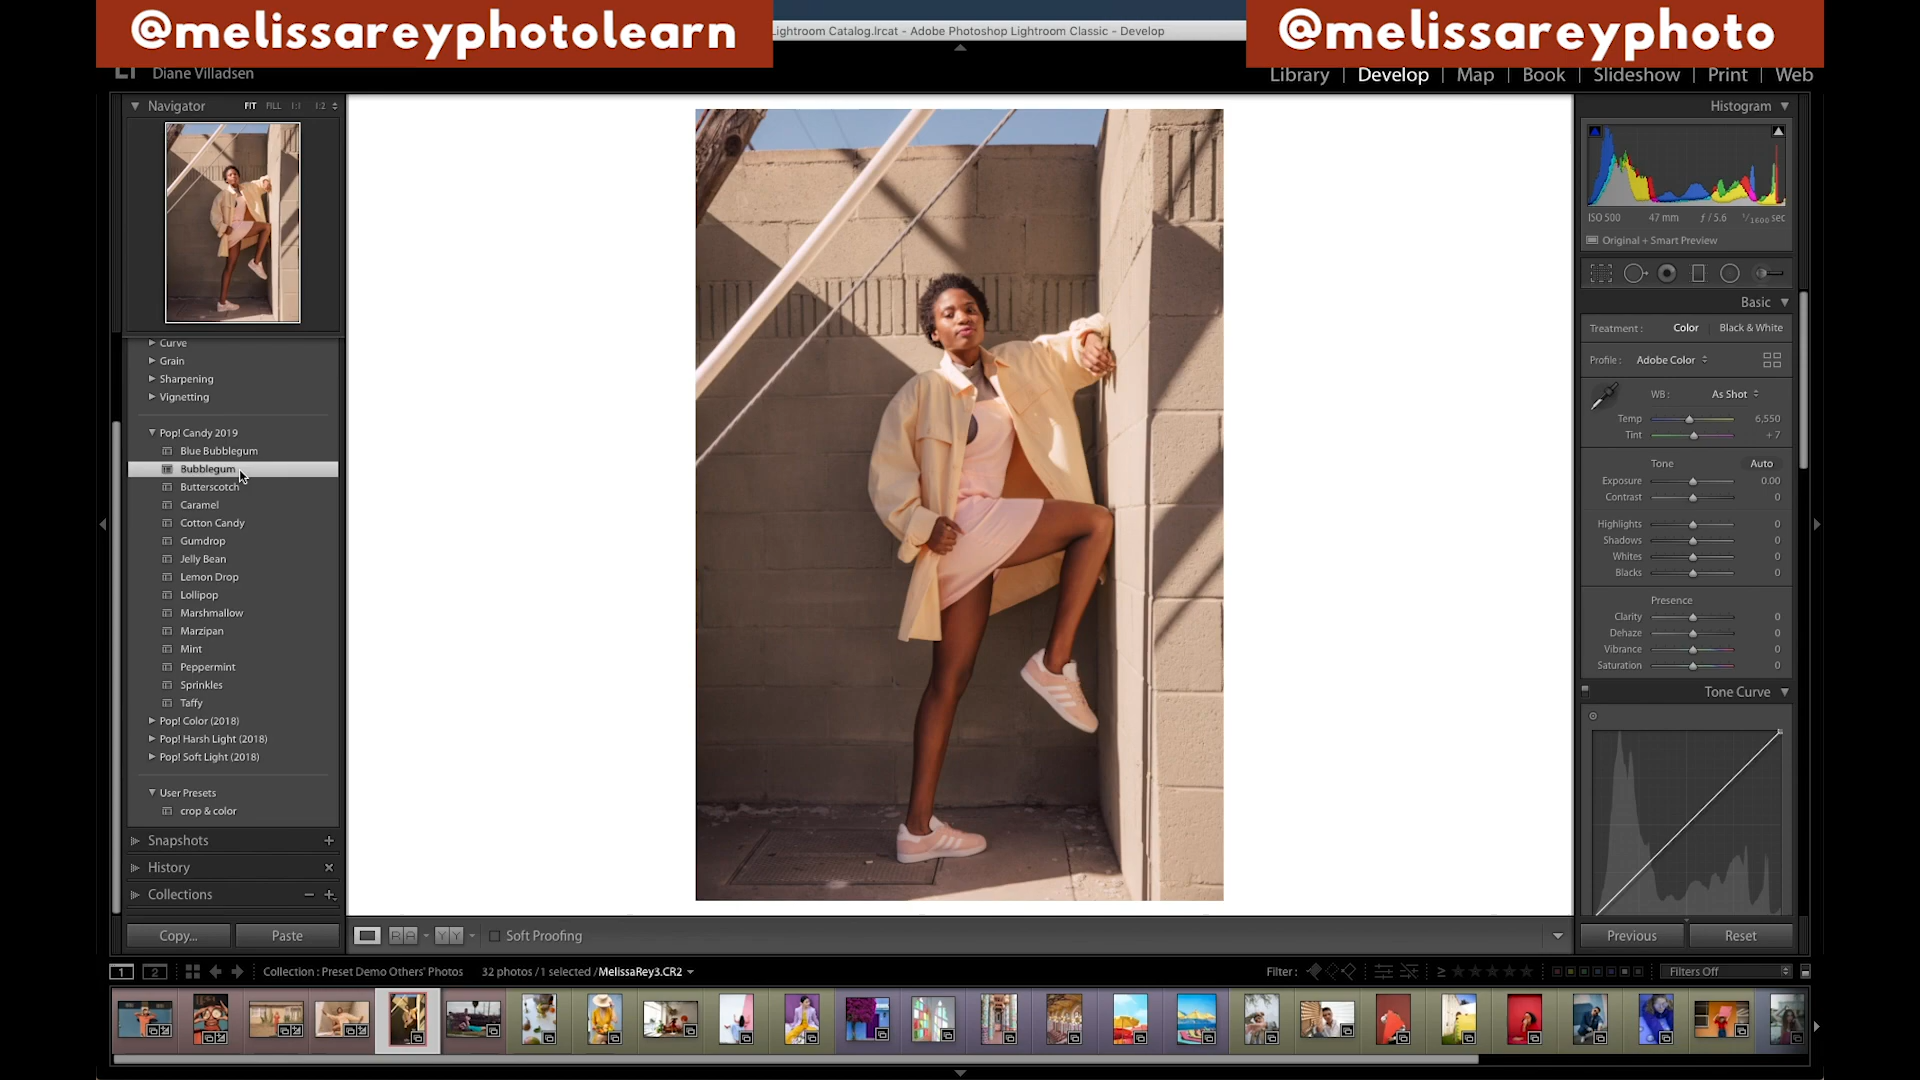 @melissareyphotolearn
Lightroom Catalog.lrcat - Adobe Photoshop Lightroom Classic - Develop
@melissareyphoto
Diane Villadsen
Library | Develop | Map | Book | Slideshow | Print | Web
Navigator FIT FILL 1:1 1:2
Curve
Grain
Sharpening
Vignetting
Pop! Candy 2019
Blue Bubblegum
Bubblegum
Butterscotch
Caramel
Cotton Candy
Gumdrop
Jelly Bean
Lemon Drop
Lollipop
Marshmallow
Marzipan
Mint
Peppermint
Sprinkles
Taffy
Pop! Color (2018)
Pop! Harsh Light (2018)
Pop! Soft Light (2018)
User Presets
crop & color
Snapshots
History
Collections
Copy... Paste
R A Y Y Soft Proofing
Histogram
ISO 500 47 mm ƒ / 5.6 1/1600 sec
Original + Smart Preview
Basic
Treatment : Color Black & White
Profile : Adobe Color
WB : As Shot
Temp 6,550
Tint + 7
Tone Auto
Exposure 0.00
Contrast 0
Highlights 0
Shadows 0
Whites 0
Blacks 0
Presence
Clarity 0
Dehaze 0
Vibrance 0
Saturation 0
Tone Curve
Previous Reset
1 2 Collection : Preset Demo Others' Photos 32 photos / 1 selected / MelissaRey3.CR2 Filter : Filters Off